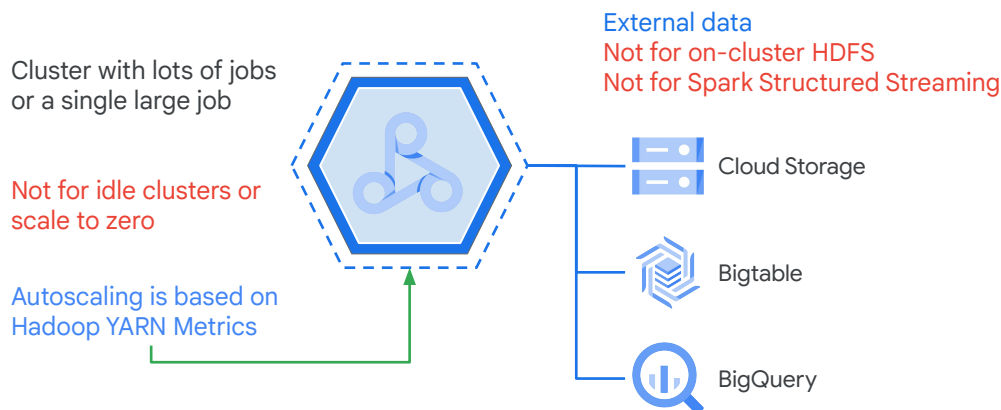 Cluster with lots of jobs
or a single large job
Not for idle clusters or
scale to zero
Autoscaling is based on
Hadoop YARN Metrics
External data
Not for on-cluster HDFS
Not for Spark Structured Streaming
Cloud Storage
Bigtable
BigQuery